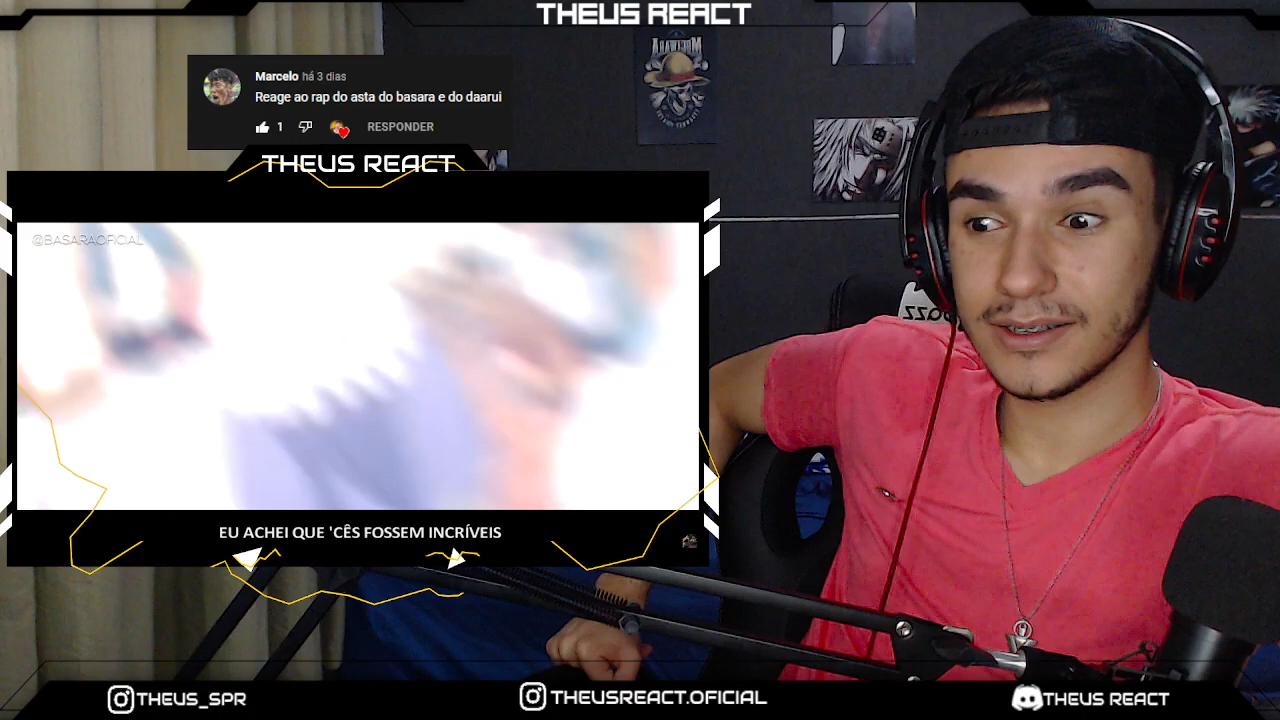 THEUS REACT
Marcelo há 3 dias
Reage ao rap do asta do basara e do daarui
1 RESPONDER
THEUS REACT
@BASARAOFICIAL
EU ACHEI QUE 'CÊS FOSSEM INCRÍVEIS
THEUS_SPR
THEUSREACT.OFICIAL
THEUS REACT